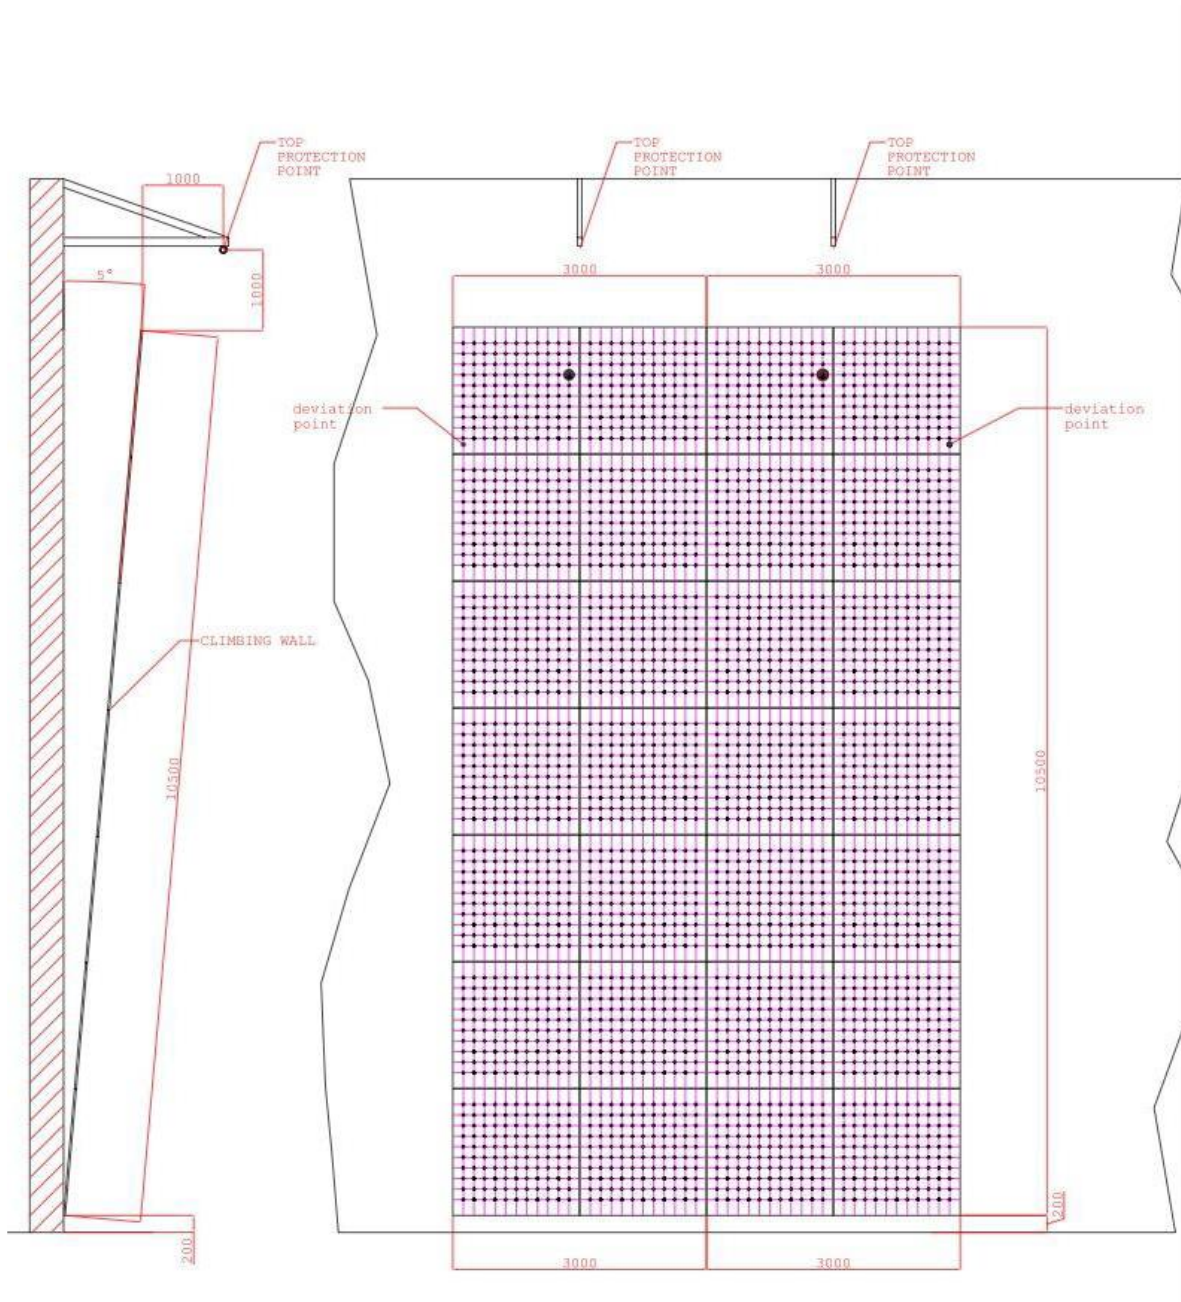 TOP
PROTECTION
POINT
TOP
PROTECTION
POINT
TOP
PROTECTION
POINT
1000
5°
1000
3000
3000
deviation
point
deviation
point
CLIMBING WALL
10500
10500
200
200
3000
3000